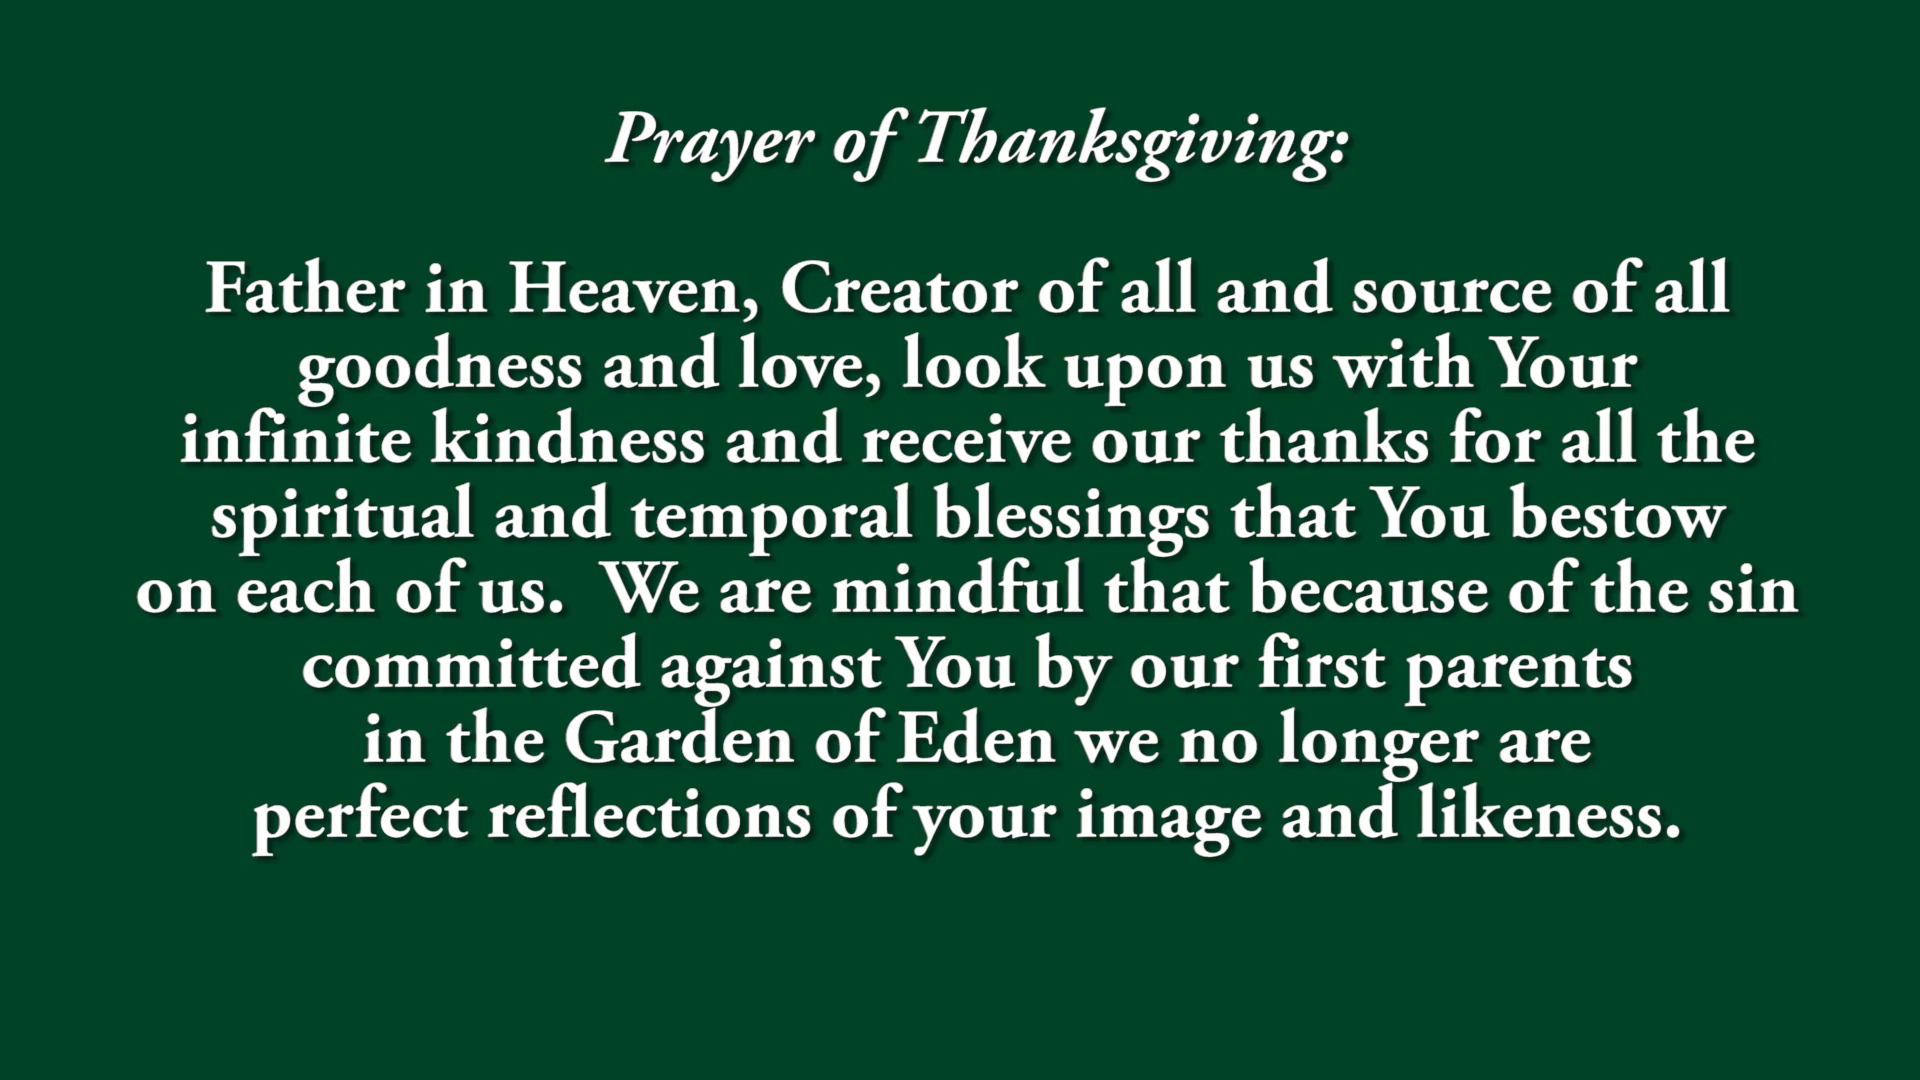 Prayer of Thanksgiving:
Father in Heaven, Creator of all and source of all
goodness and love, look upon us with Your
infinite kindness and receive our thanks for all the
spiritual and temporal blessings that You bestow
on each of us.  We are mindful that because of the sin
committed against You by our first parents
in the Garden of Eden we no longer are
perfect reflections of your image and likeness.